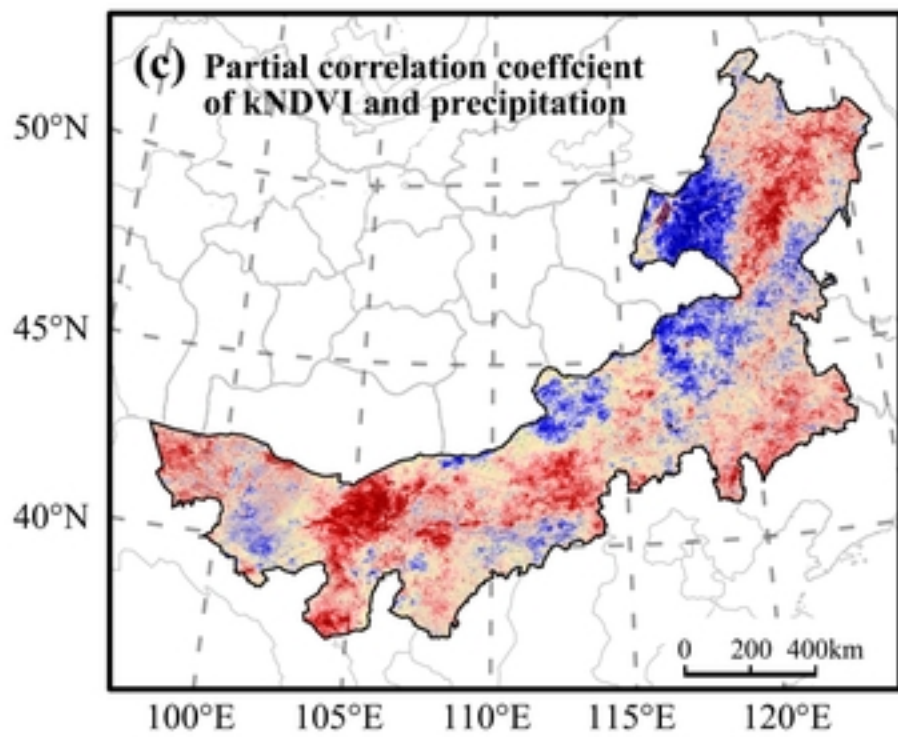 (c) Partial correlation coeffcient
of kNDVI and precipitation
50°N
45°N
40°N
0 200 400km
100°E 105°E 110°E 115°E 120°E